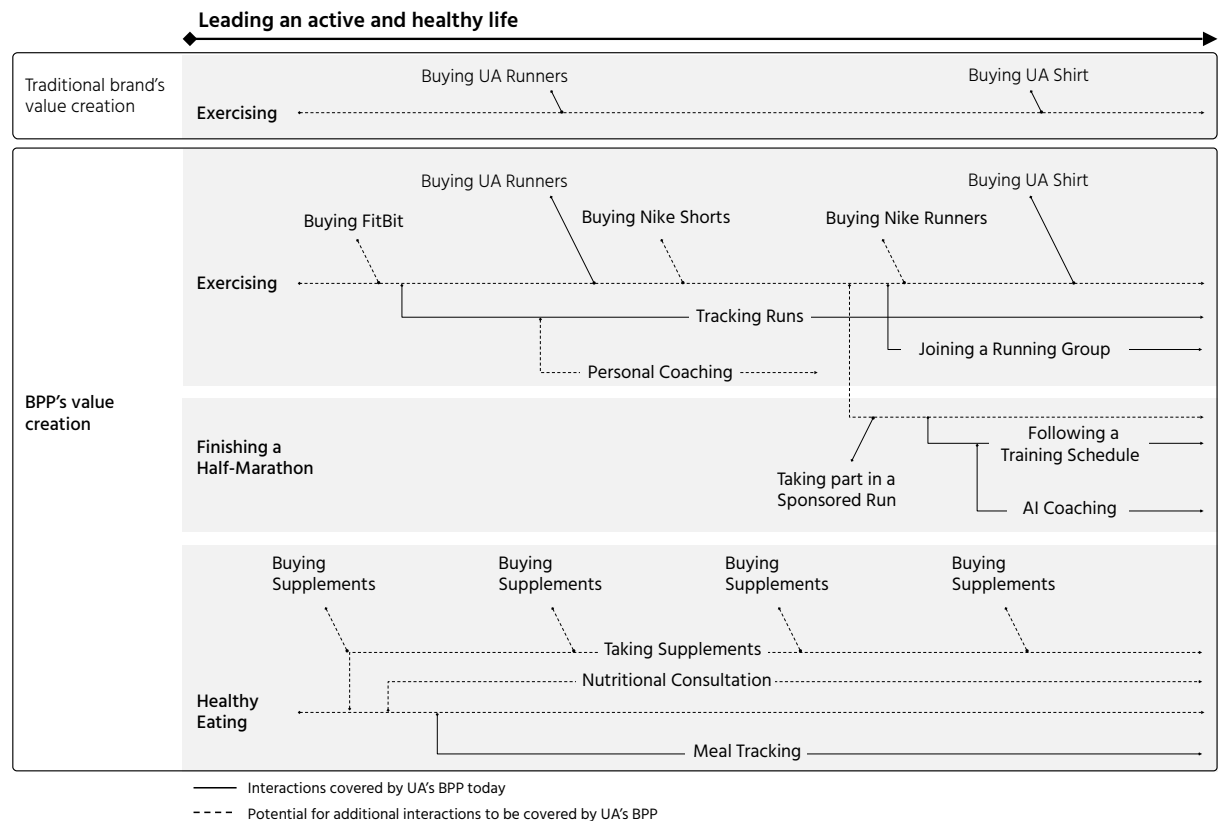 Leading an active and healthy life
Traditional brand’s
value creation
Buying UA Runners
Buying UA Shirt
Exercising
BPP’s value
creation
Buying UA Runners
Buying UA Shirt
Buying FitBit
Buying Nike Shorts
Buying Nike Runners
Exercising
Tracking Runs
Joining a Running Group
Personal Coaching
Finishing a
Half-Marathon
Following a
Training Schedule
Taking part in a
Sponsored Run
AI Coaching
Buying
Supplements
Buying
Supplements
Buying
Supplements
Buying
Supplements
Taking Supplements
Nutritional Consultation
Healthy
Eating
Meal Tracking
Interactions covered by UA’s BPP today
Potential for additional interactions to be covered by UA’s BPP